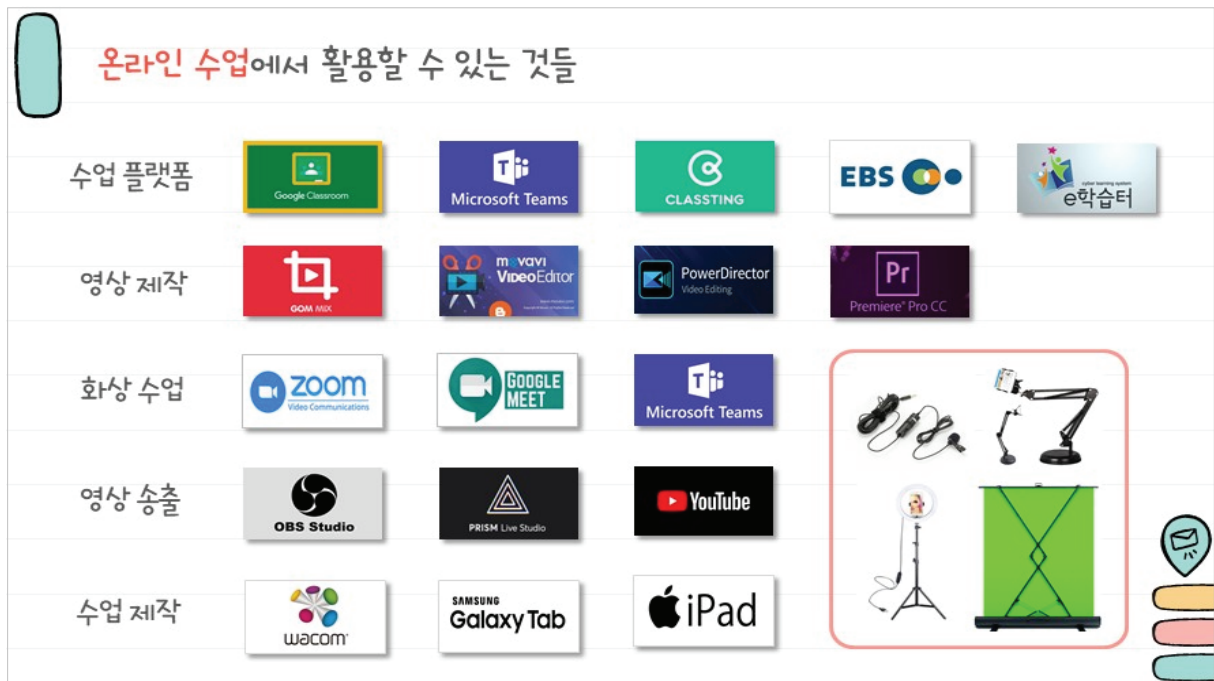 온라인 수업에서 활용할 수 있는 것들
수업 플랫폼
Google Classroom
Microsoft Teams
CLASSTING
EBS
cyber learning system
e학습터
영상 제작
GOM MIX
movavi
VIDEOEDITOR
PowerDirector
Video Editing
Pr
Premiere® Pro CC
화상 수업
zoom
Video Communications
GOOGLE
MEET
Microsoft Teams
영상 송출
OBS Studio
PRISM Live Studio
YouTube
수업 제작
wacom®
SAMSUNG
Galaxy Tab
iPad